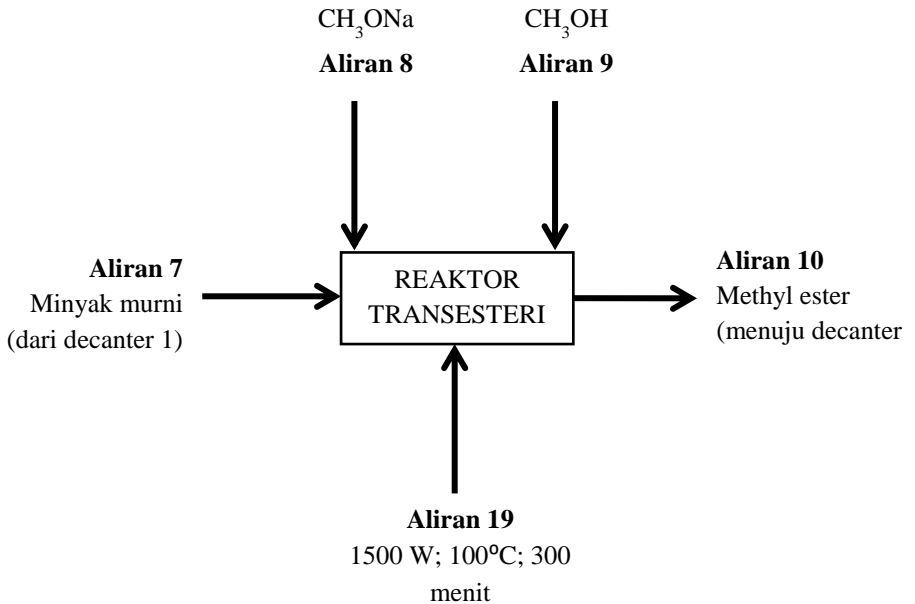 CH₃ONa
Aliran 8
CH₃OH
Aliran 9
Aliran 7
Minyak murni
(dari decanter 1)
REAKTOR
TRANSESTERI
Aliran 10
Methyl ester
(menuju decanter
Aliran 19
1500 W; 100⁰C; 300
menit